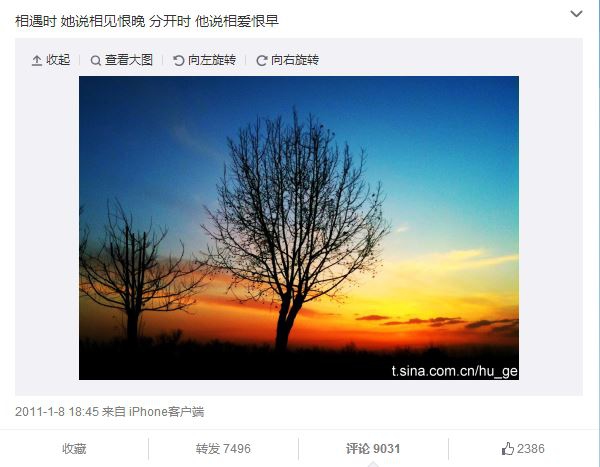 相遇时 她说相见恨晚 分开时 他说相爱恨早
收起 查看大图 向左旋转 向右旋转
t.sina.com.cn/hu_ge
2011-1-8 18:45 来自 iPhone客户端
收藏 转发 7496 评论 9031 2386